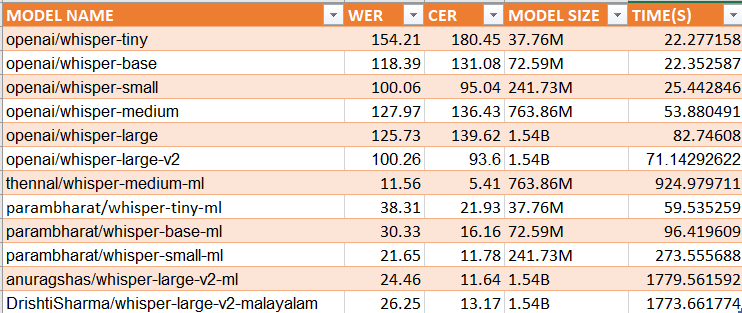 MODEL NAME WER CER MODEL SIZE TIME(S)
openai/whisper-tiny 154.21 180.45 37.76M 22.277158
openai/whisper-base 118.39 131.08 72.59M 22.352587
openai/whisper-small 100.06 95.04 241.73M 25.442846
openai/whisper-medium 127.97 136.43 763.86M 53.880491
openai/whisper-large 125.73 139.62 1.54B 82.74608
openai/whisper-large-v2 100.26 93.6 1.54B 71.14292622
thennal/whisper-medium-ml 11.56 5.41 763.86M 924.979711
parambharat/whisper-tiny-ml 38.31 21.93 37.76M 59.535259
parambharat/whisper-base-ml 30.33 16.16 72.59M 96.419609
parambharat/whisper-small-ml 21.65 11.78 241.73M 273.555688
anuragshas/whisper-large-v2-ml 24.46 11.64 1.54B 1779.561592
DrishtiSharma/whisper-large-v2-malayalam 26.25 13.17 1.54B 1773.661774